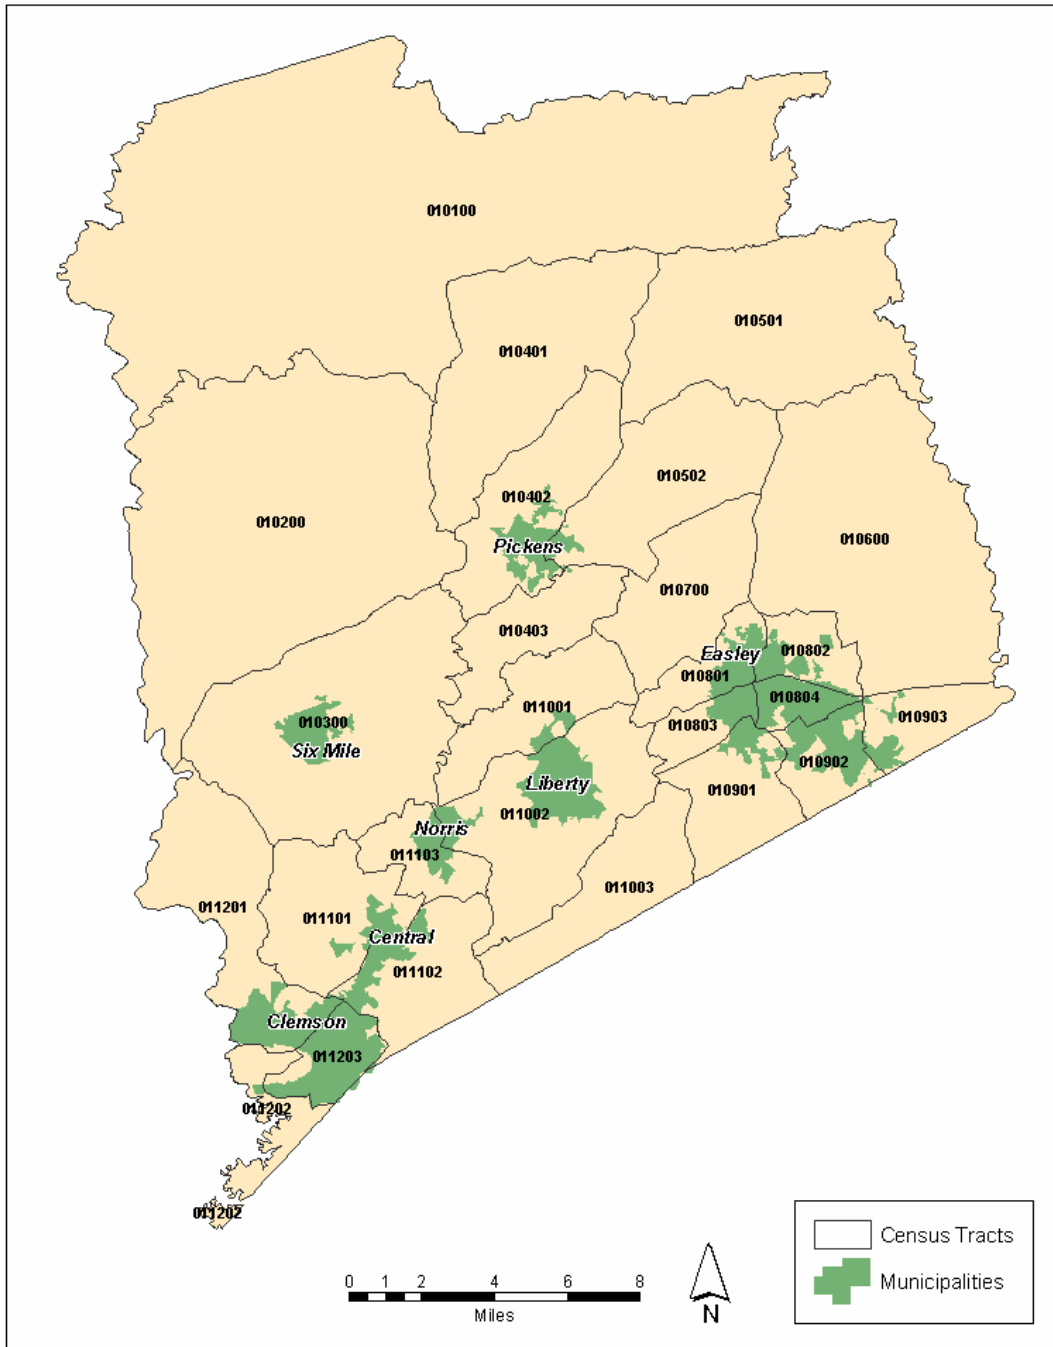 010100
010501
010401
010502
010402
010200
010600
Pickens
010700
010403
Easley
010802
010801
010804
011001
010300
010803
010903
Six Mile
010902
Liberty
010901
011002
Norris
011103
011003
011201
011101
Central
011102
Clemson
011203
011202
011202
Census Tracts
Municipalities
0 1 2 4 6 8
Miles
N